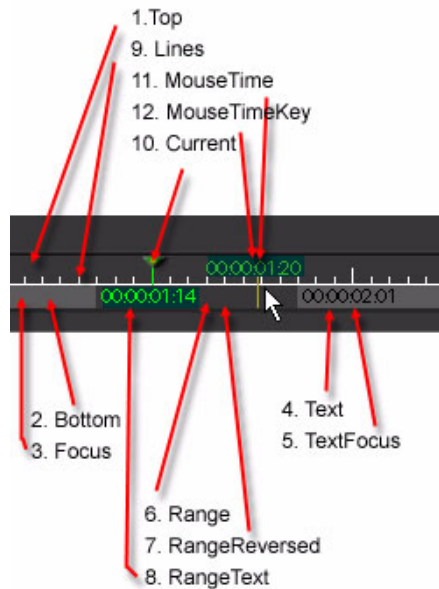 1.Top
9. Lines
11. MouseTime
12. MouseTimeKey
10. Current
00:00:01:20
00:00:01:14
00:00:02:01
2. Bottom
3. Focus
4. Text
5. TextFocus
6. Range
7. RangeReversed
8. RangeText